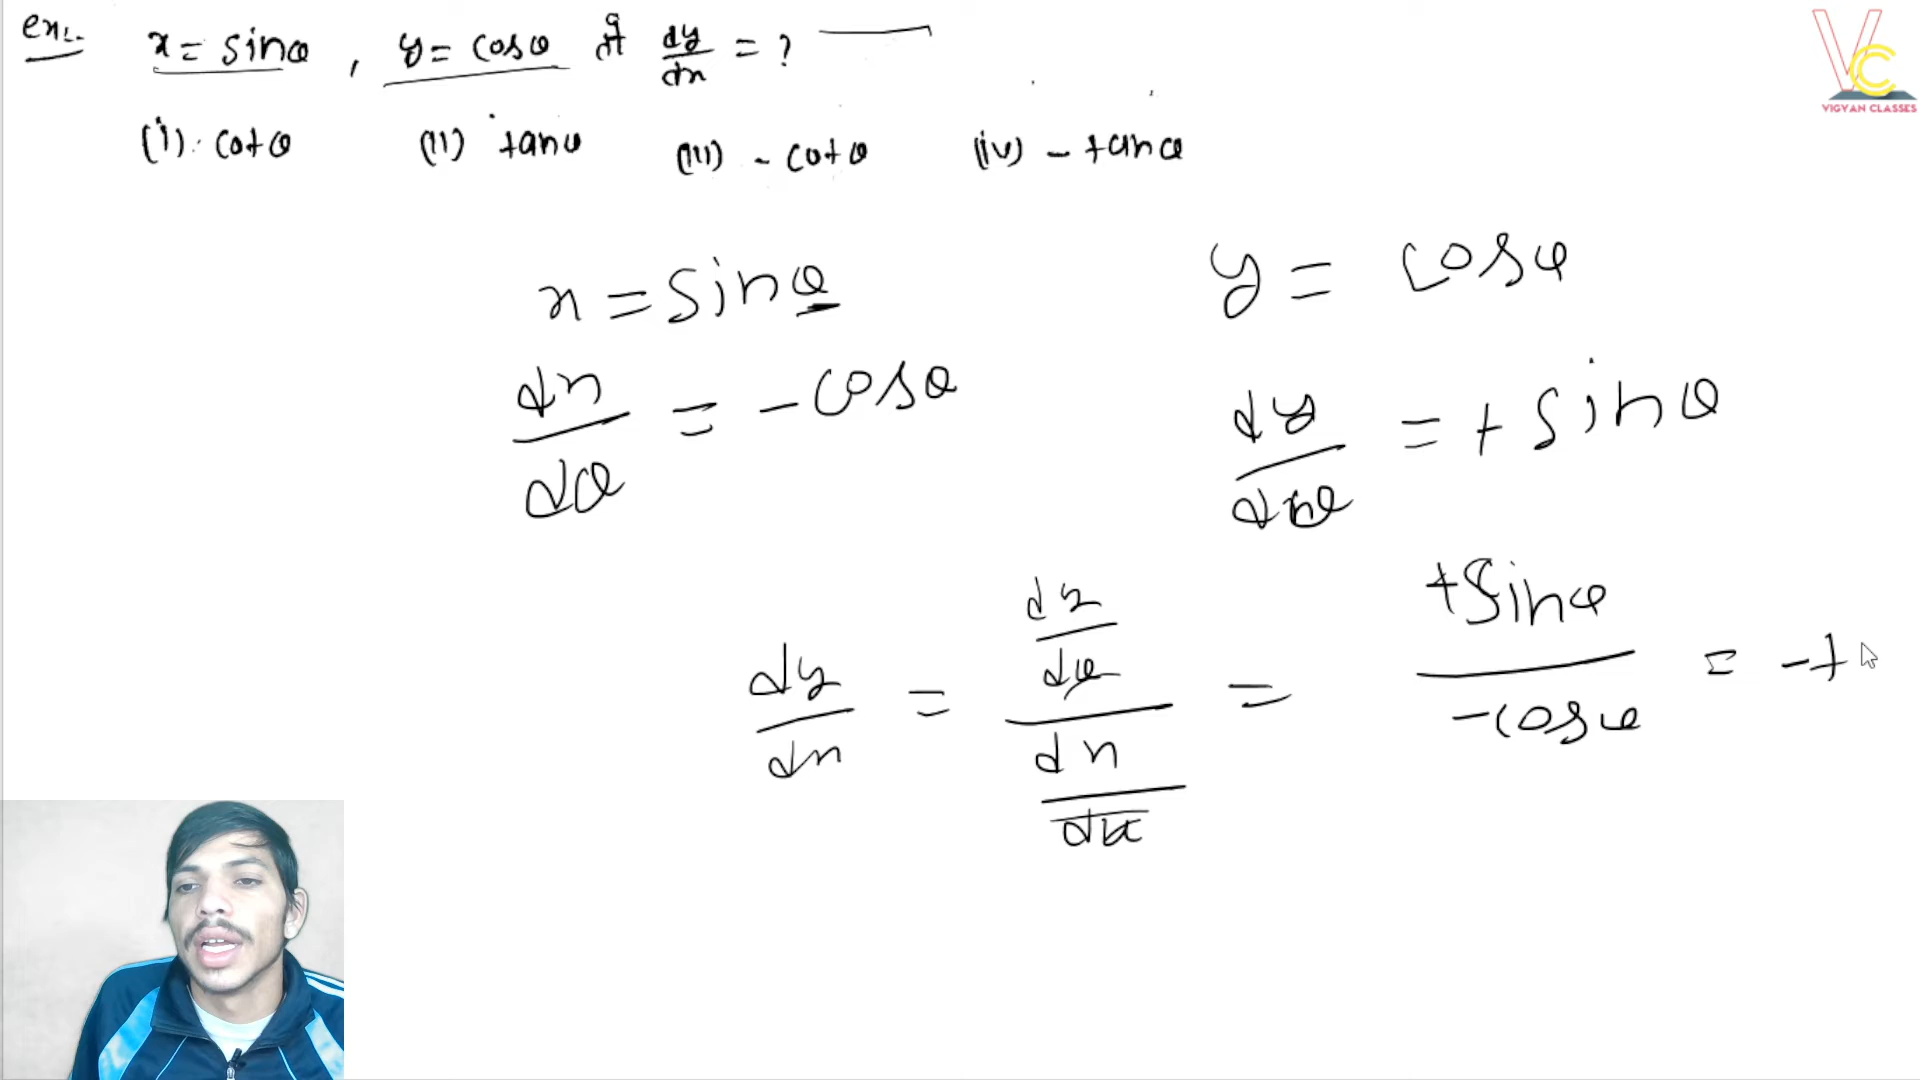 ex:- x = sinθ , y = cosθ dy/dx = ?
(i) cotθ (ii) tanθ (iii) - cotθ (iv) - tanθ
VIGYAN CLASSES
x = sinθ
dx/dθ = - cosθ
y = cosθ
dy/dθ = + sinθ
dy/dx = (dy/dθ)/(dx/dθ) = +sinθ/-cosθ = -t